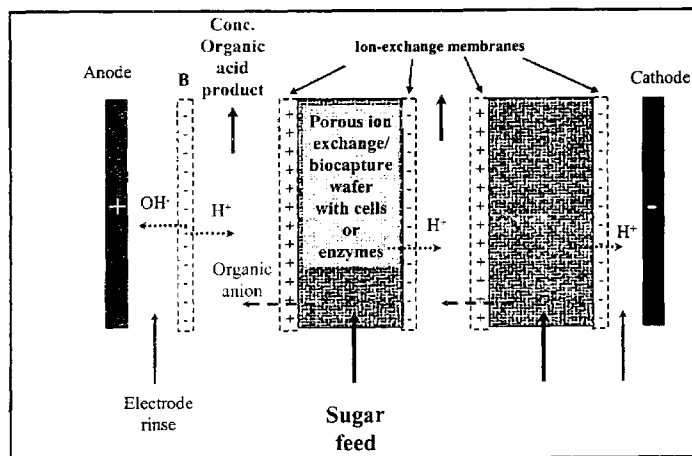 Conc.
Organic
acid
product
Ion-exchange membranes
Anode
B
Cathode
Porous ion
exchange/
biocapture
wafer
with cells
or
enzymes
+
-
OH-
H+
H+
H+
Organic
anion
Electrode
rinse
Sugar
feed